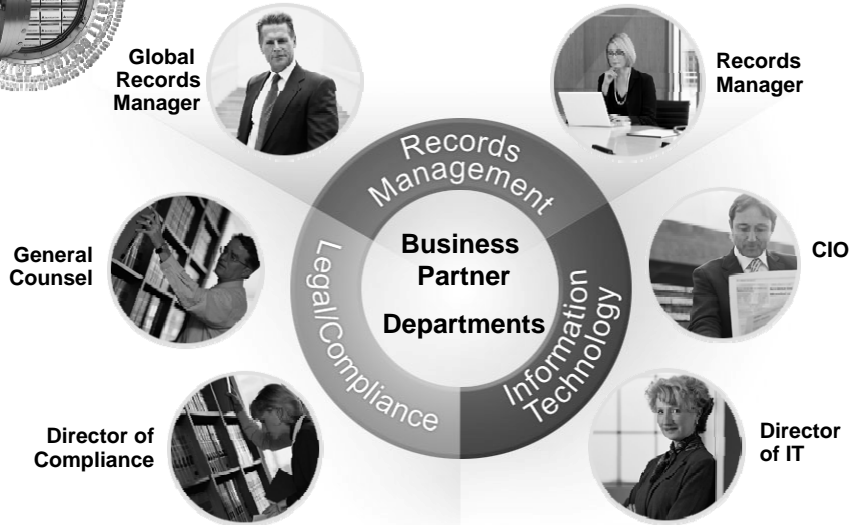 Global
Records
Manager
Records
Manager
Records
Management
General
Counsel
Legal/Compliance
Business
Partner
Departments
Information
Technology
CIO
Director of
Compliance
Director
of IT